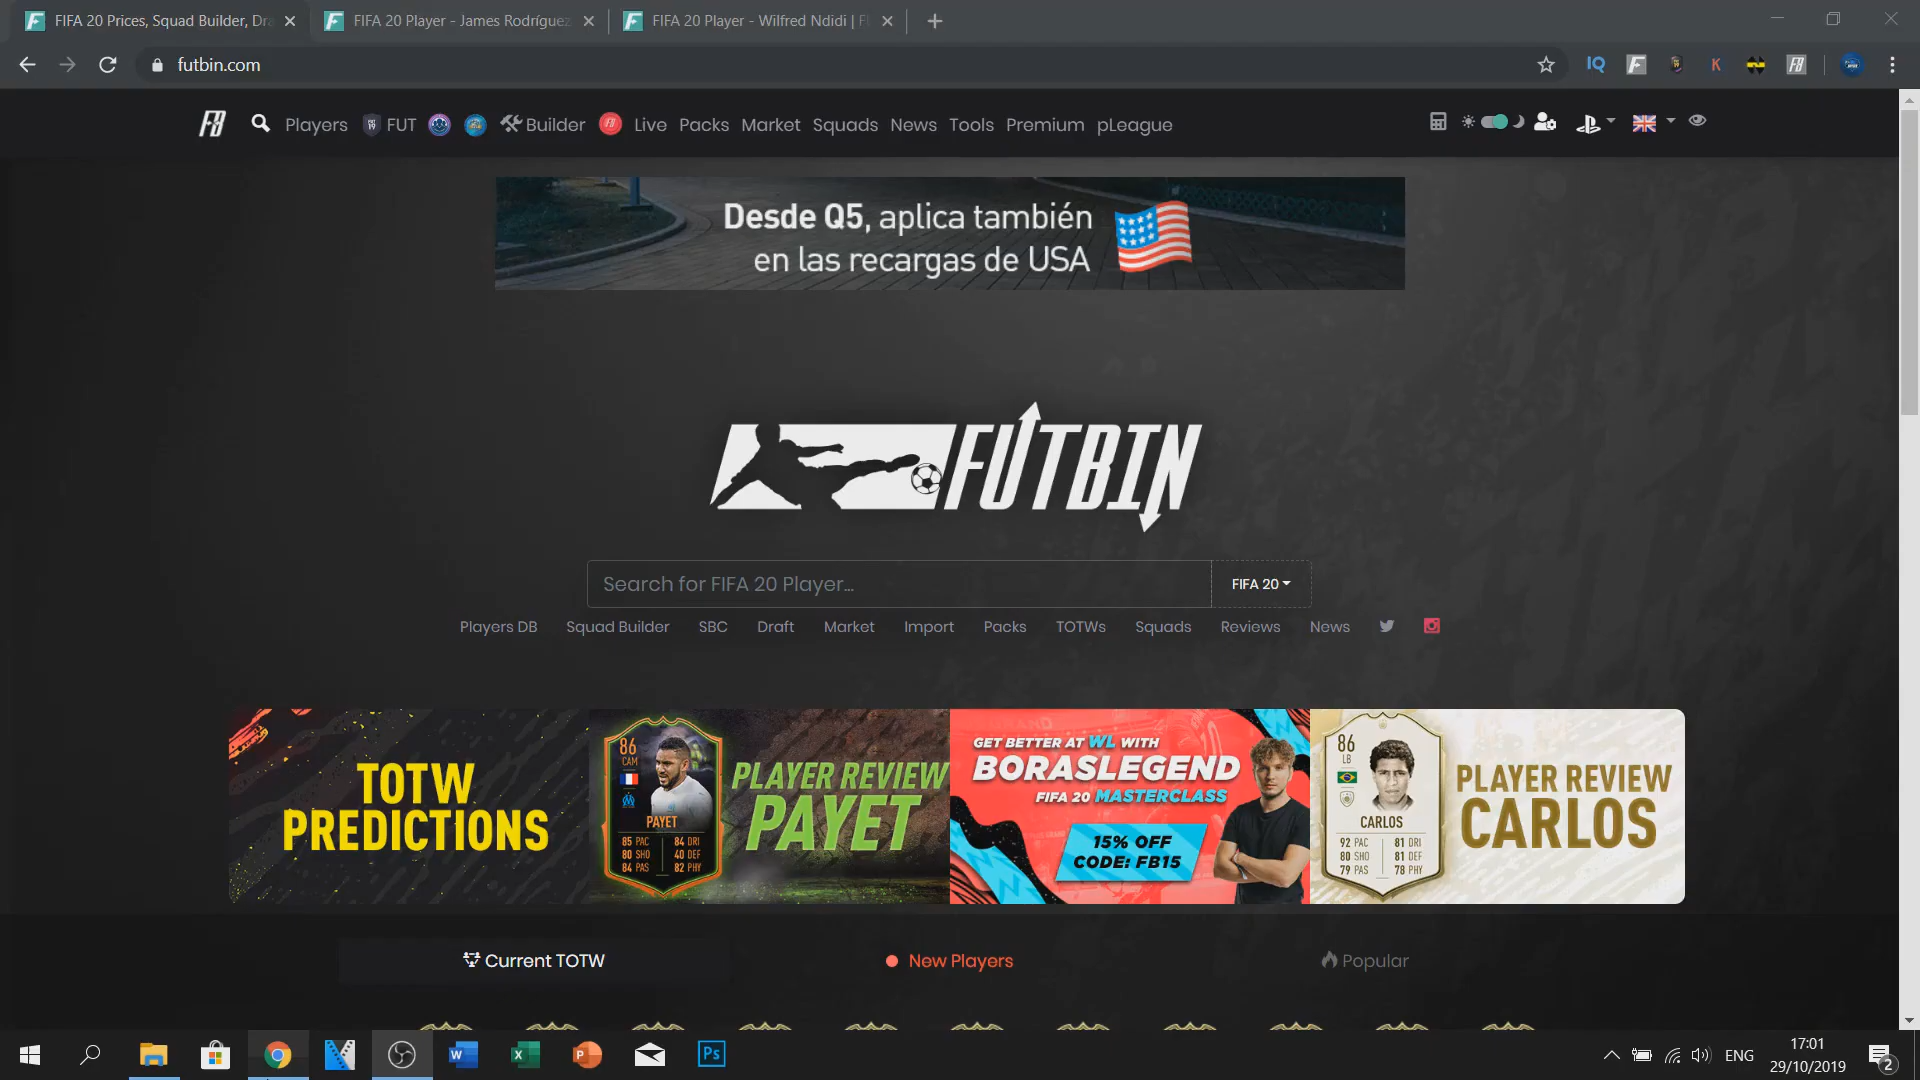 FIFA 20 Prices, Squad Builder, Dra
FIFA 20 Player - James Rodríguez
FIFA 20 Player - Wilfred Ndidi | F
futbin.com
IQ
F
K
FB
FB
Players
FUT
Builder
Live
Packs
Market
Squads
News
Tools
Premium
pLeague
Desde Q5, aplica también
en las recargas de USA
FUTBIN
Search for FIFA 20 Player...
FIFA 20
Players DB
Squad Builder
SBC
Draft
Market
Import
Packs
TOTWs
Squads
Reviews
News
TOTW
PREDICTIONS
86
CAM
PAYET
85 PAC 84 DRI
80 SHO 40 DEF
84 PAS 82 PHY
PLAYER REVIEW
PAYET
GET BETTER AT WL WITH
BORASLEGEND
FIFA 20 MASTERCLASS
15% OFF
CODE: FB15
86
LB
CARLOS
92 PAC 81 DRI
80 SHO 81 DEF
79 PAS 78 PHY
PLAYER REVIEW
CARLOS
Current TOTW
New Players
Popular
W
X
P
Ps
ENG
17:01
29/10/2019
2